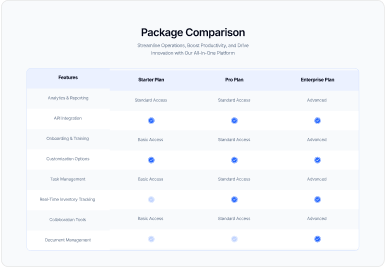 Package Comparison
Streamline Operations, Boost Productivity, and Drive
Innovation with Our All-in-One Platform
Features Starter Plan Pro Plan Enterprise Plan
Analytics & Reporting Standard Access Standard Access Advanced
API Integration
Onboarding & Training Basic Access Standard Access Advanced
Customization Options
Task Management Basic Access Standard Access Advanced
Real-Time Inventory Tracking
Collaboration Tools Basic Access Standard Access Advanced
Document Management